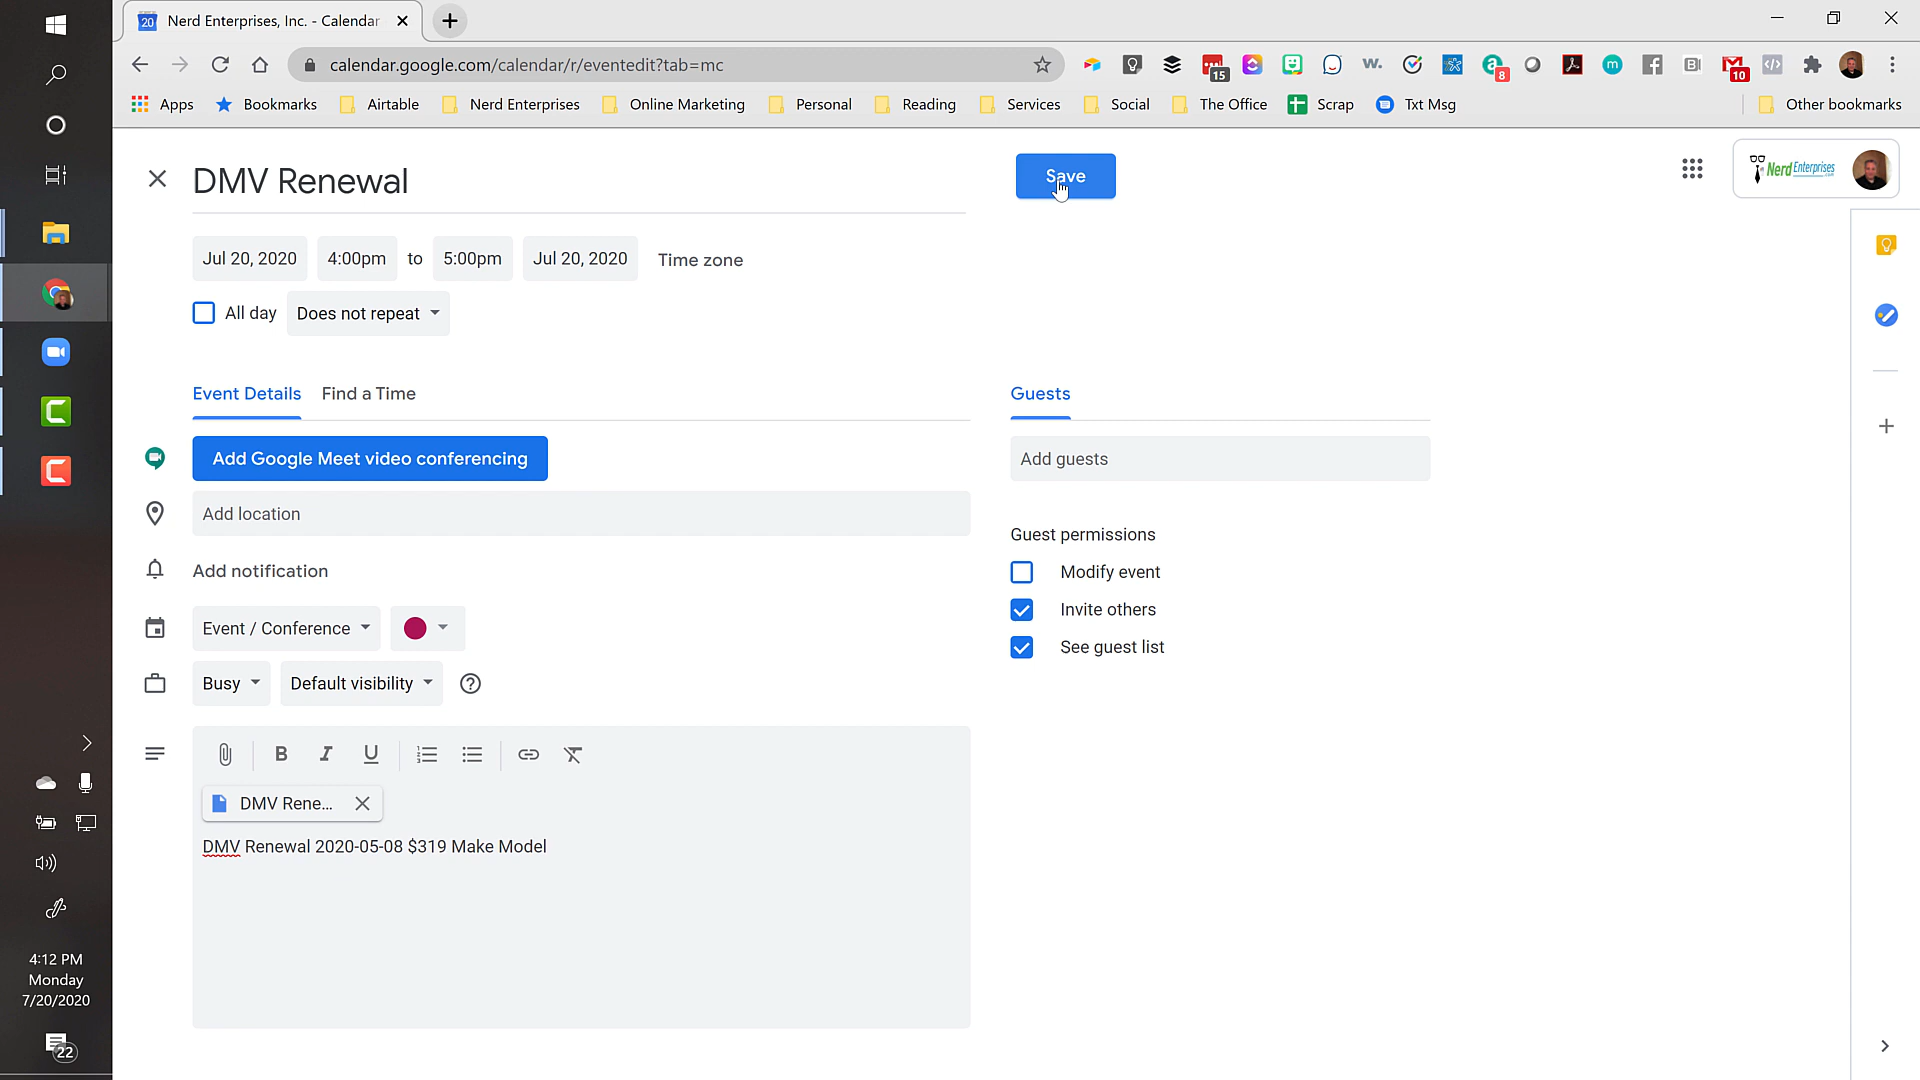 Nerd Enterprises, Inc. - Calendar
calendar.google.com/calendar/r/eventedit?tab=mc
15
8
10
Apps Bookmarks Airtable Nerd Enterprises Online Marketing Personal Reading Services Social The Office Scrap Txt Msg Other bookmarks
DMV Renewal
Save
Nerd Enterprises
Jul 20, 2020 4:00pm to 5:00pm Jul 20, 2020 Time zone
All day Does not repeat
Event Details Find a Time
Guests
Add Google Meet video conferencing
Add guests
Add location
Guest permissions
Add notification
Modify event
Invite others
Event / Conference
See guest list
Busy Default visibility
B I U
DMV Rene...
DMV Renewal 2020-05-08 $319 Make Model
4:12 PM
Monday
7/20/2020
22